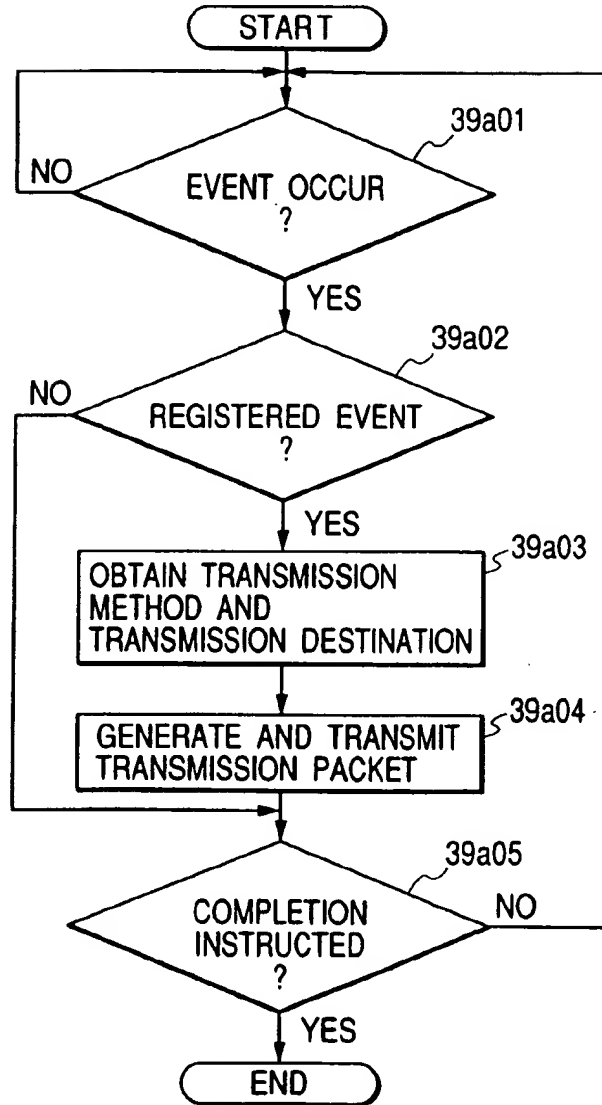 START
39a01
NO
EVENT OCCUR
?
YES
39a02
NO
REGISTERED EVENT
?
YES
39a03
OBTAIN TRANSMISSION
METHOD AND
TRANSMISSION DESTINATION
39a04
GENERATE AND TRANSMIT
TRANSMISSION PACKET
39a05
COMPLETION
INSTRUCTED
?
NO
YES
END